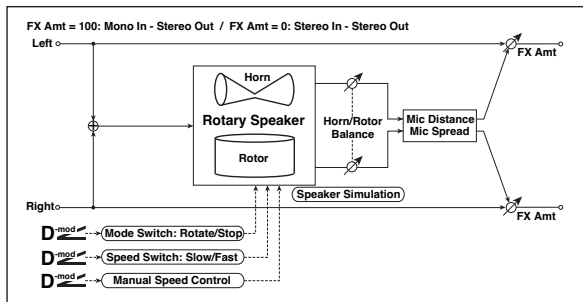 FX Amt = 100: Mono In - Stereo Out / FX Amt = 0: Stereo In - Stereo Out
Left
FX Amt
Horn
Rotary Speaker
Rotor
Horn/Rotor
Balance
Mic Distance
Mic Spread
Speaker Simulation
Right
FX Amt
D-mod
Mode Switch: Rotate/Stop
D-mod
Speed Switch: Slow/Fast
D-mod
Manual Speed Control